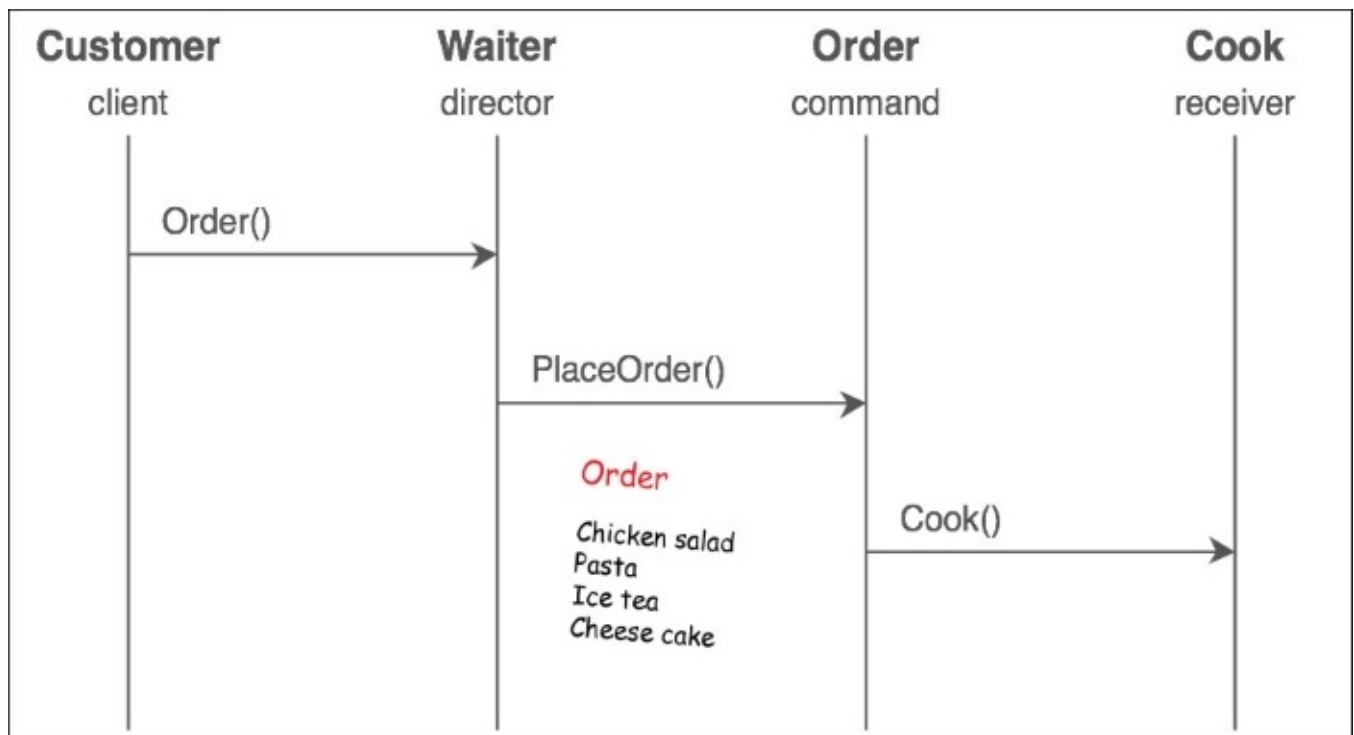 Customer Waiter Order Cook
client director command receiver
Order()
PlaceOrder()
Order
Cook()
Chicken salad
Pasta
Ice tea
Cheese cake